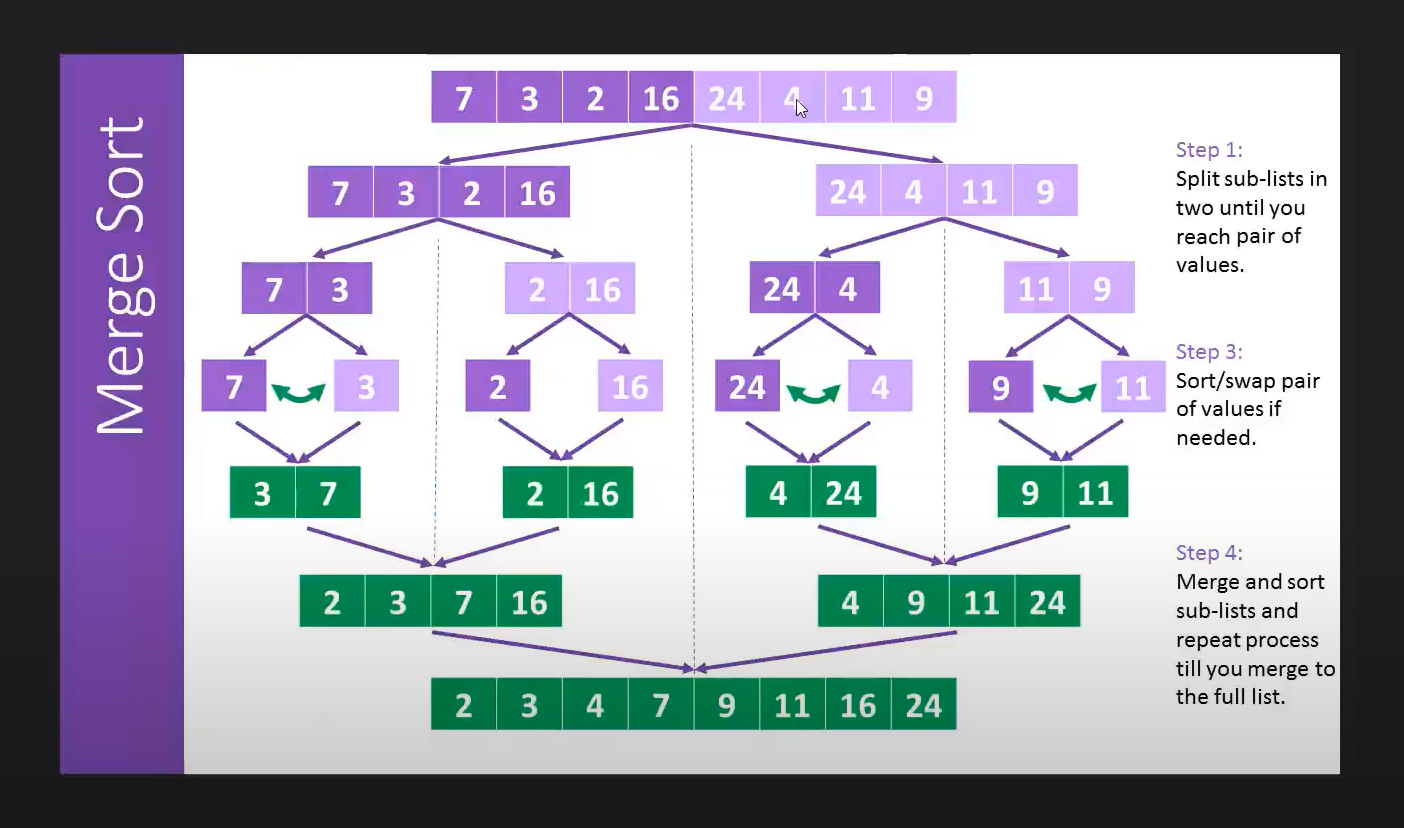 Merge Sort
7 3 2 16 24 4 11 9
7 3 2 16
24 4 11 9
7 3
2 16
24 4
11 9
7
3
2
16
24
4
9
11
3 7
2 16
4 24
9 11
2 3 7 16
4 9 11 24
2 3 4 7 9 11 16 24
Step 1:
Split sub-lists in
two until you
reach pair of
values.
Step 3:
Sort/swap pair
of values if
needed.
Step 4:
Merge and sort
sub-lists and
repeat process
till you merge to
the full list.